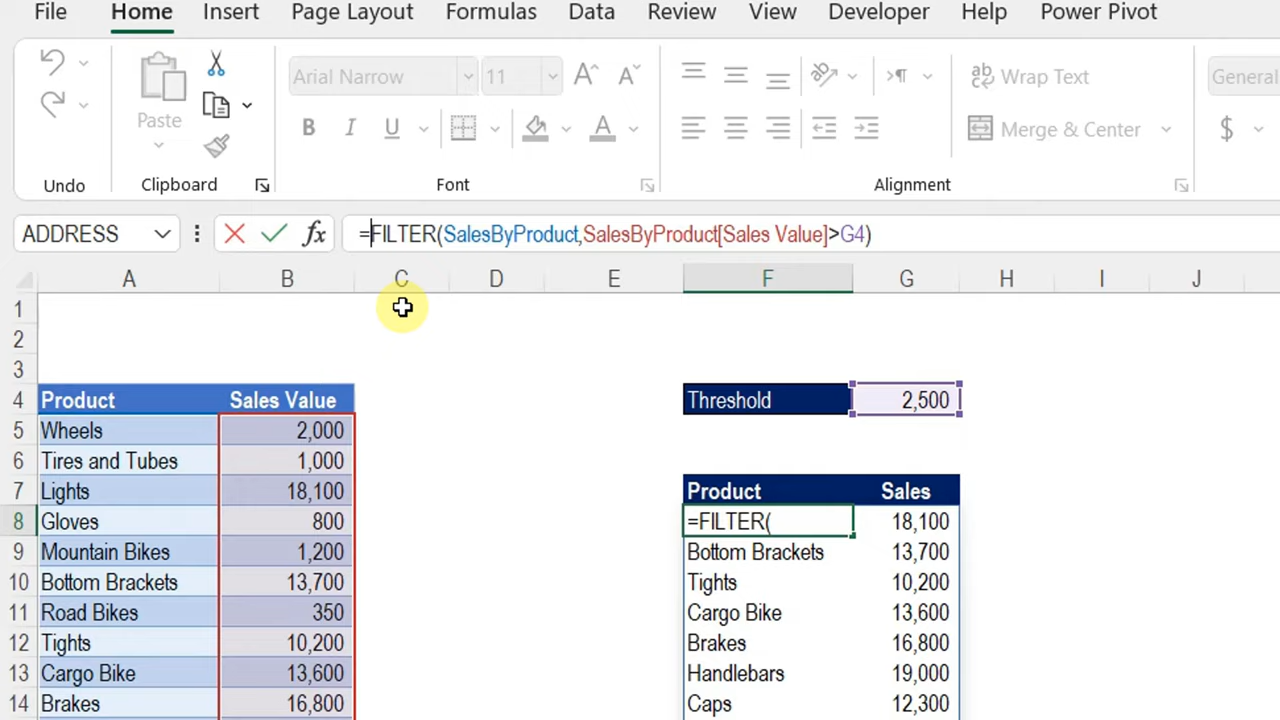 File Home Insert Page Layout Formulas Data Review View Developer Help Power Pivot
Arial Narrow 11 Wrap Text General
Paste B I U A Merge & Center $
Undo Clipboard Font Alignment
ADDRESS fx =FILTER(SalesByProduct,SalesByProduct[Sales Value]>G4)
A B C D E F G H I J
1
2
3
4 Product Sales Value Threshold 2,500
5 Wheels 2,000
6 Tires and Tubes 1,000
7 Lights 18,100 Product Sales
8 Gloves 800 =FILTER( 18,100
9 Mountain Bikes 1,200 Bottom Brackets 13,700
10 Bottom Brackets 13,700 Tights 10,200
11 Road Bikes 350 Cargo Bike 13,600
12 Tights 10,200 Brakes 16,800
13 Cargo Bike 13,600 Handlebars 19,000
14 Brakes 16,800 Caps 12,300